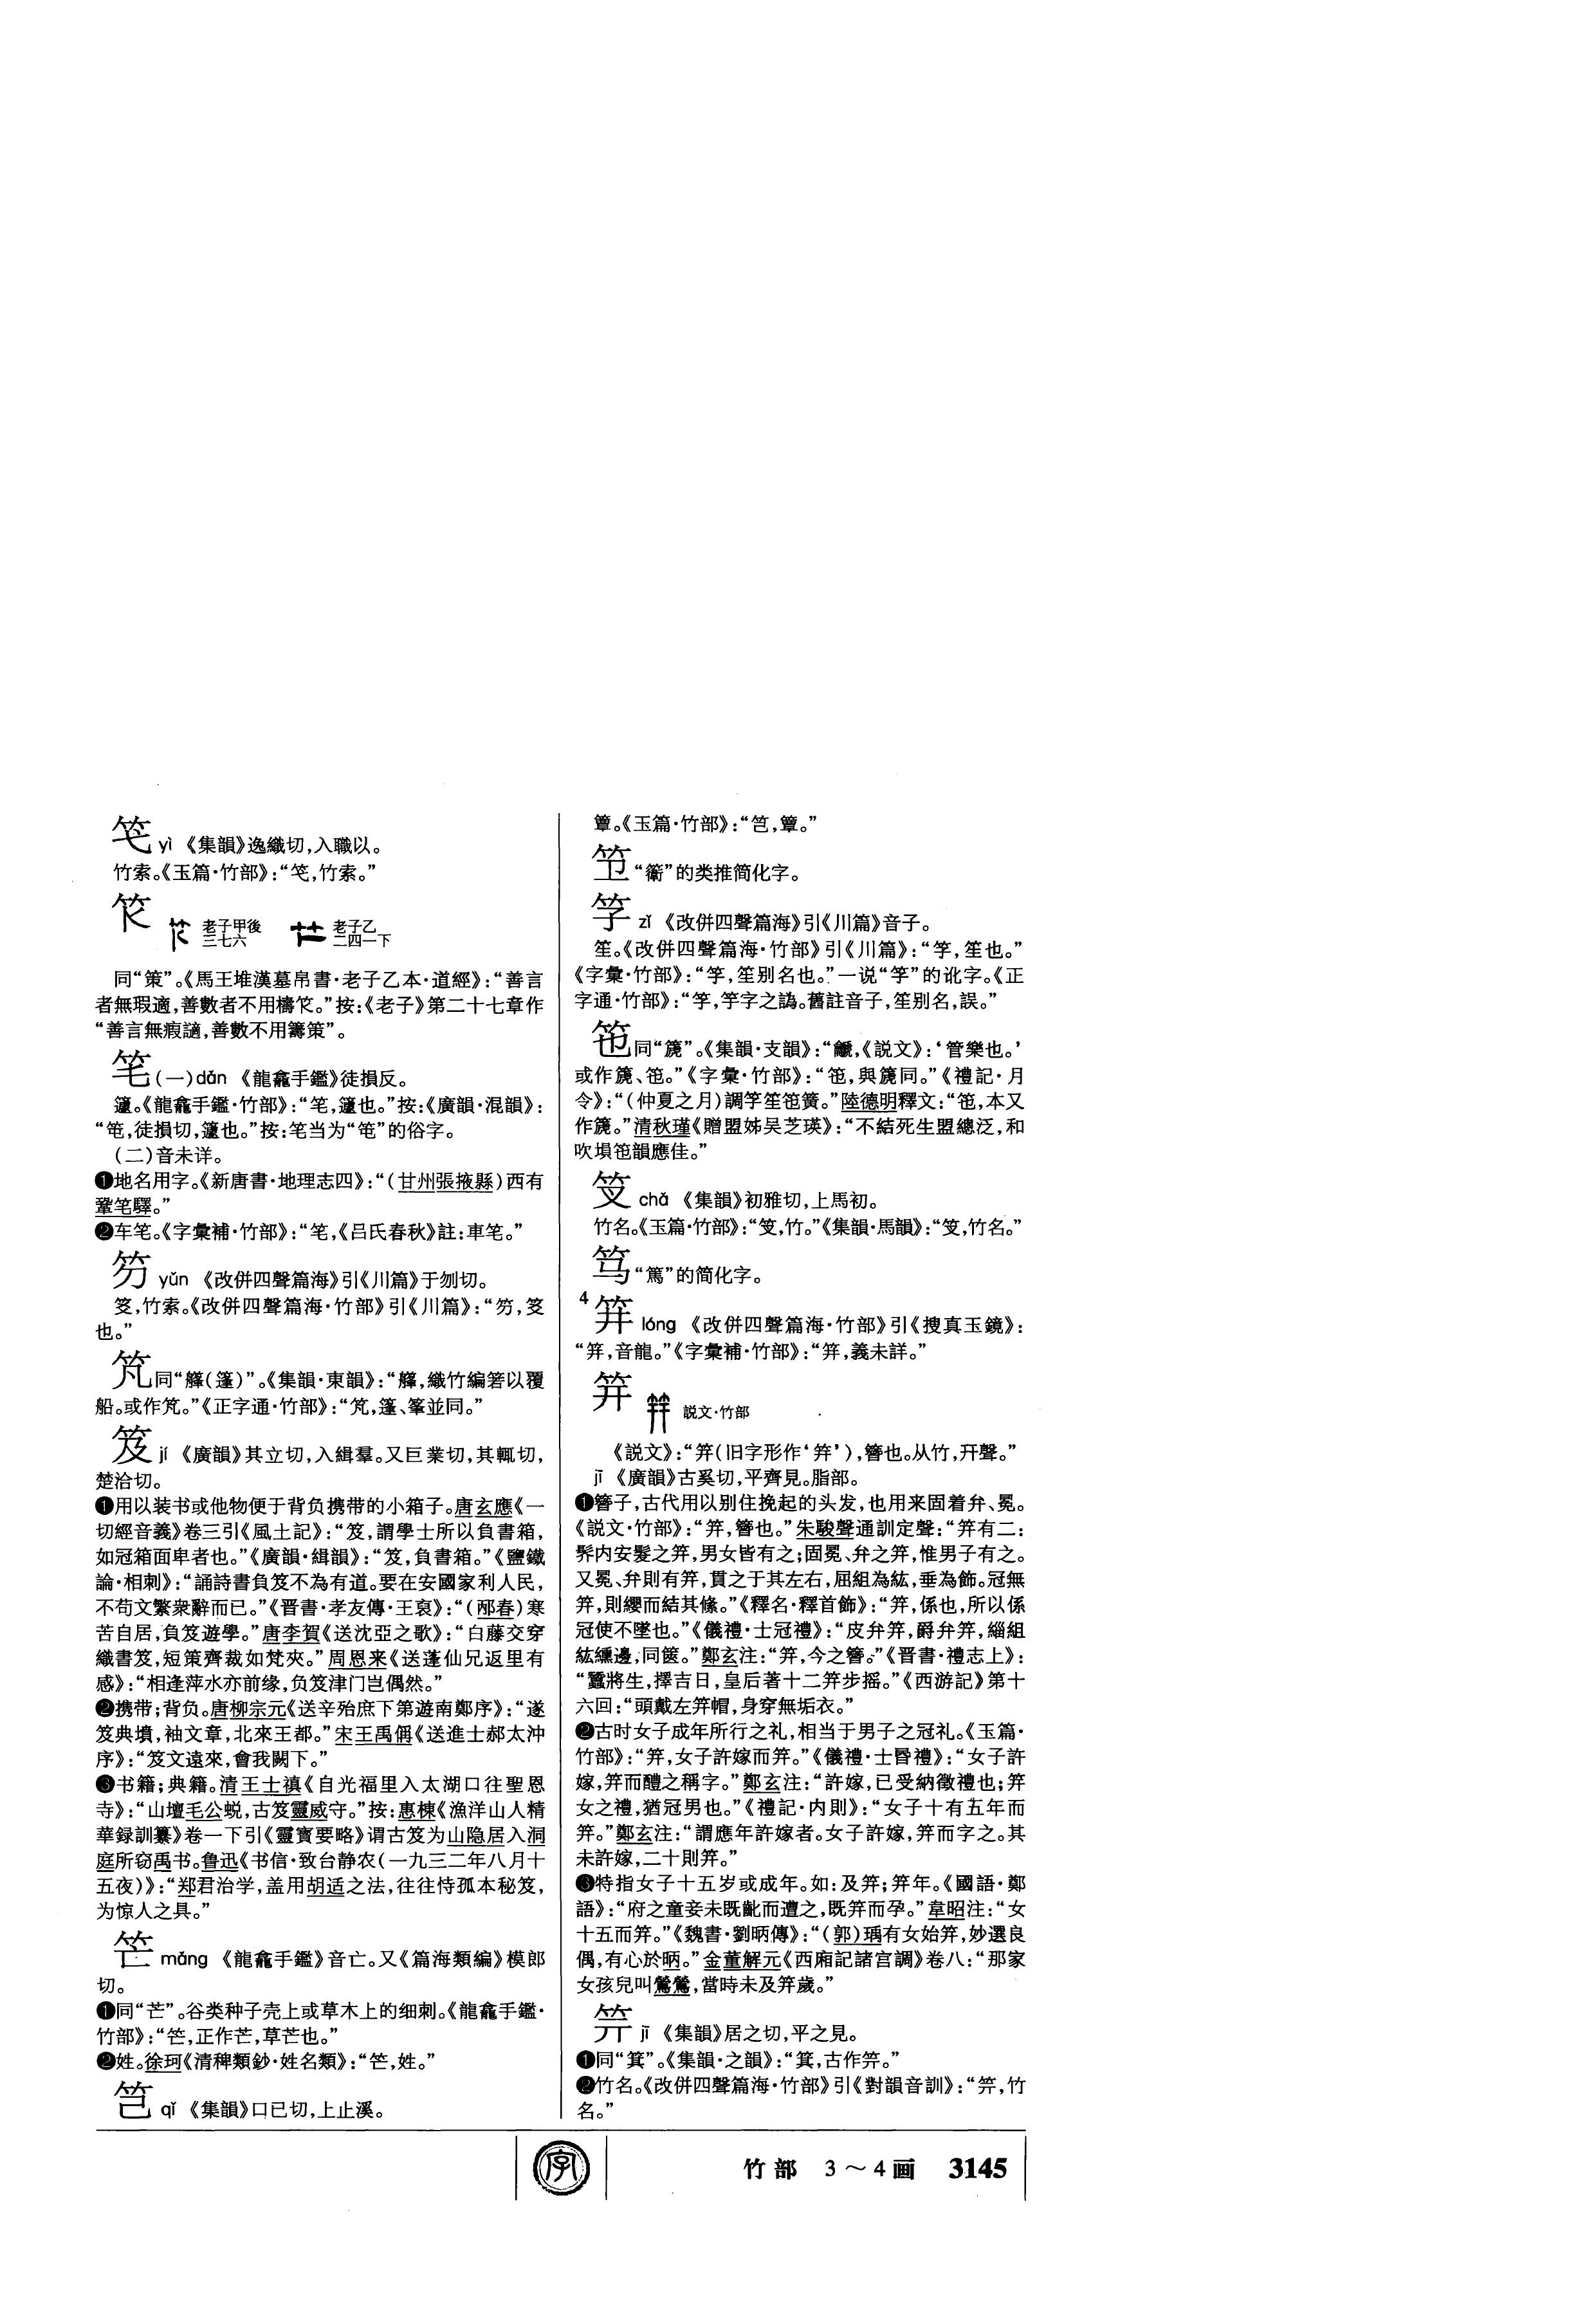 笔 yì 《集韻》逸織切，入職以。
竹索。《玉篇·竹部》：“，竹索。”
老子甲後 三七六 老子乙 二四一下
同“策”。《馬王堆漢墓帛書·老子乙本·道經》：“善言
者無瑕適，善數者不用檮。”按：《老子》第二十七章作
“善言無瑕讁，善數不用籌策”。
笔(一)dǎn 《龍龕手鑑》徒損反。
籧。《龍龕手鑑·竹部》：“，籧也。”按：《廣韻·混韻》：
“笔，徒損切，籧也。”按：当为“”的俗字。
(二)音未详。
❶地名用字。《新唐書·地理志四》：“(甘州張掖縣)西有
鞏笔驛。”
❷车笔。《字彙補·竹部》：“笔，《吕氏春秋》註：車笔。”
yǔn 《改併四聲篇海》引《川篇》于刎切。
笅，竹索。《改併四聲篇海·竹部》引《川篇》：“，笅
也。”
同“(篷)”。《集韻·東韻》：“，織竹編箬以覆
船。或作。”《正字通·竹部》：“，篷、並同。”
笈 jí 《廣韻》其立切，入緝羣。又巨業切，其輒切，
楚洽切。
❶用以装书或他物便于背负携带的小箱子。唐玄應《一
切經音義》卷三引《風土記》：“笈，謂學士所以負書箱，
如冠箱而卑者也。”《廣韻·緝韻》：“笈，負書箱。”《鹽鐵
論·相刺》：“誦詩書負笈不為有道。要在安國家利人民，
不苟文繁衆辭而已。”《晋書·孝友傳·王裒》：“(邴春)寒
苦自居，負笈遊學。”唐李賀《送沈亞之歌》：“白藤交穿
織書笈，短策齊裁如梵夾。”周恩来《送蓬仙兄返里有
感》：“相逢萍水亦前缘，负笈津门岂偶然。”
❷携带；背负。唐柳宗元《送辛殆庶下第遊南鄭序》：“遂
笈典墳，袖文章，北來王都。”宋王禹偁《送進士郝太沖
序》：“笈文遠來，會我闕下。”
❸书籍；典籍。清王士禛《自光福里入太湖口往聖恩
寺》：“山壇毛公蜕，古笈靈威守。”按：惠棟《漁洋山人精
華録訓纂》卷一下引《靈寳要略》谓古笈为山隐居入洞
庭所窃禹书。鲁迅《书信·致台静农(一九三二年八月十
五夜)》：“郑君治学，盖用胡适之法，往往恃孤本秘笈，
为惊人之具。”
笀 mǎng 《龍龕手鑑》音亡。又《篇海類編》模郎
切。
❶同“芒”。谷类种子壳上或草木上的细刺。《龍龕手鑑·
竹部》：“笀，正作芒，草芒也。”
❷姓。徐珂《清稗類鈔·姓名類》：“笀，姓。”
qǐ 《集韻》口已切，上止溪。
簟。《玉篇·竹部》：“，簟。”
“籞”的类推简化字。
笇 zǐ 《改併四聲篇海》引《川篇》音子。
笙。《改併四聲篇海·竹部》引《川篇》：“，笙也。”
《字彙·竹部》：“，笙别名也。”一说“”的讹字。《正
字通·竹部》：“，竽字之譌。舊註音子，笙别名，誤。”
笆同“篪”。《集韻·支韻》：“，《説文》：‘管樂也。’
或作篪、。”《字彙·竹部》：“，與篪同。”《禮記·月
令》：“(仲夏之月)調竽笙竾簧。”陸德明釋文：“竾，本又
作篪。”清秋瑾《贈盟姊吴芝瑛》：“不結死生盟總泛，和
吹塤竾韻應佳。”
chǎ 《集韻》初雅切，上馬初。
竹名。《玉篇·竹部》：“，竹。”《集韻·馬韻》：“，竹名。”
笃“篤”的简化字。
4
lóng 《改併四聲篇海·竹部》引《搜真玉鏡》：
“，音龍。”《字彙補·竹部》：“，義未詳。”
笄 説文·竹部
《説文》：“笄(旧字形作‘筓’)，簪也。从竹，幵聲。”
jī 《廣韻》古奚切，平齊見。脂部。
❶簪子，古代用以别住挽起的头发，也用来固着弁、冕。
《説文·竹部》：“笄，簪也。”朱駿聲通訓定聲：“笄有二：
髤内安髮之笄，男女皆有之；固冕、弁之笄，惟男子有之。
又冕、弁則有笄，貫之于其左右，屈組為紘，垂為飾。冠無
笄，則纓而結其絛。”《釋名·釋首飾》：“笄，係也，所以係
冠使不墜也。”《儀禮·士冠禮》：“皮弁笄，爵弁笄，緇組
紘纁邊，同篋。”鄭玄注：“笄，今之簪。”《晋書·禮志上》：
“蠶將生，擇吉日，皇后著十二笄步摇。”《西游記》第十
六回：“頭戴左笄帽，身穿無垢衣。”
❷古时女子成年所行之礼，相当于男子之冠礼。《玉篇·
竹部》：“笄，女子許嫁而笄。”《儀禮·士昬禮》：“女子許
嫁，笄而醴之稱字。”鄭玄注：“許嫁，已受納徵禮也；笄
女之禮，猶冠男也。”《禮記·内則》：“女子十有五年而
笄。”鄭玄注：“謂應年許嫁者。女子許嫁，笄而字之。其
未許嫁，二十則笄。”
❸特指女子十五岁或成年。如：及笄；笄年。《國語·鄭
語》：“府之童妾未既齓而遭之，既笄而孕。”韋昭注：“女
十五而笄。”《魏書·劉昞傳》：“(郭)瑀有女始笄，妙選良
偶，有心於昞。”金董解元《西廂記諸宫調》卷八：“那家
女孩兒叫鶯鶯，當時未及笄歲。”
jī 《集韻》居之切，平之見。
❶同“箕”。《集韻·之韻》：“箕，古作。”
❷竹名。《改併四聲篇海·竹部》引《對韻音訓》：“，竹
名。”
字
竹部 3～4画 3145